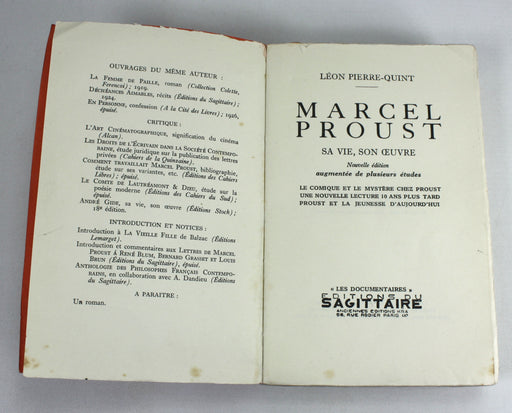 OUVRAGES DU MÊME AUTEUR :
La Femme de Paille, roman (Collection Colette,
Ferenczi) ; 1919.
Déchéances Aimables, récits (Éditions du Sagittaire) ;
1924.
En Personne, confession (A la Cité des Livres) ; 1926,
épuisé.
CRITIQUE :
L'Art Cinématographique, signification du cinéma
(Alcan).
Les Droits de l'Écrivain dans la Société Contempo-
raine, étude juridique sur la publication des lettres
privées (Cahiers de la Quinzaine).
Comment travaillait Marcel Proust, bibliographie,
étude sur ses variantes, etc. (Éditions des Cahiers
Libres) ; épuisé.
Le Comte de Lautréamont & Dieu, étude sur la
poésie moderne (Éditions des Cahiers du Sud) ;
épuisé.
André Gide, sa vie, son œuvre (Éditions Stock) ;
18e édition.
INTRODUCTION ET NOTICES :
Introduction à La Vieille Fille de Balzac (Éditions
Lemarget).
Introduction et commentaires aux Lettres de Marcel
Proust à René Blum, Bernard Grasset et Louis
Brun (Éditions du Sagittaire), épuisé.
Anthologie des Philosophes Français Contempo-
rains, en collaboration avec A. Dandieu (Éditions
du Sagittaire).
A PARAITRE :
Un roman.
LÉON PIERRE-QUINT
MARCEL
PROUST
SA VIE, SON ŒUVRE
Nouvelle édition
augmentée de plusieurs études
LE COMIQUE ET LE MYSTÈRE CHEZ PROUST
UNE NOUVELLE LECTURE 10 ANS PLUS TARD
PROUST ET LA JEUNESSE D'AUJOURD'HUI
« LES DOCUMENTAIRES »
EDITIONS DU
SAGITTAIRE
ANCIENNES EDITIONS KRA
56, RUE RODIER PARIS